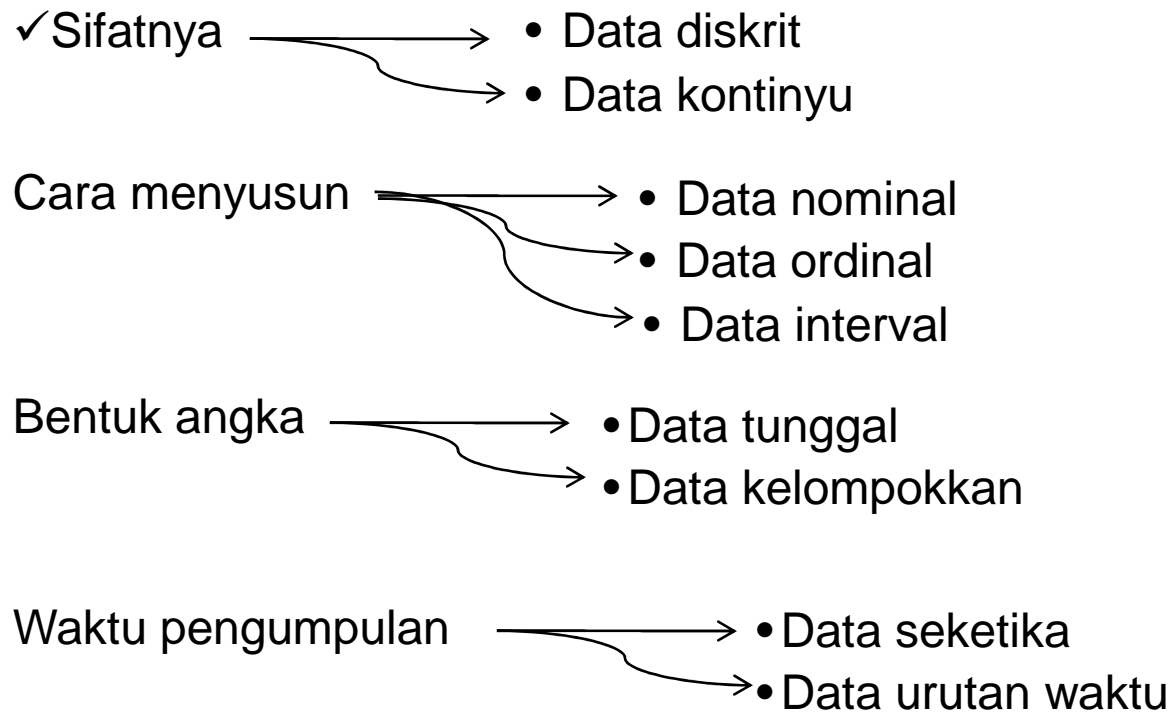 ✓Sifatnya
• Data diskrit
• Data kontinyu
Cara menyusun
• Data nominal
• Data ordinal
• Data interval
Bentuk angka
•Data tunggal
•Data kelompokkan
Waktu pengumpulan
•Data seketika
•Data urutan waktu